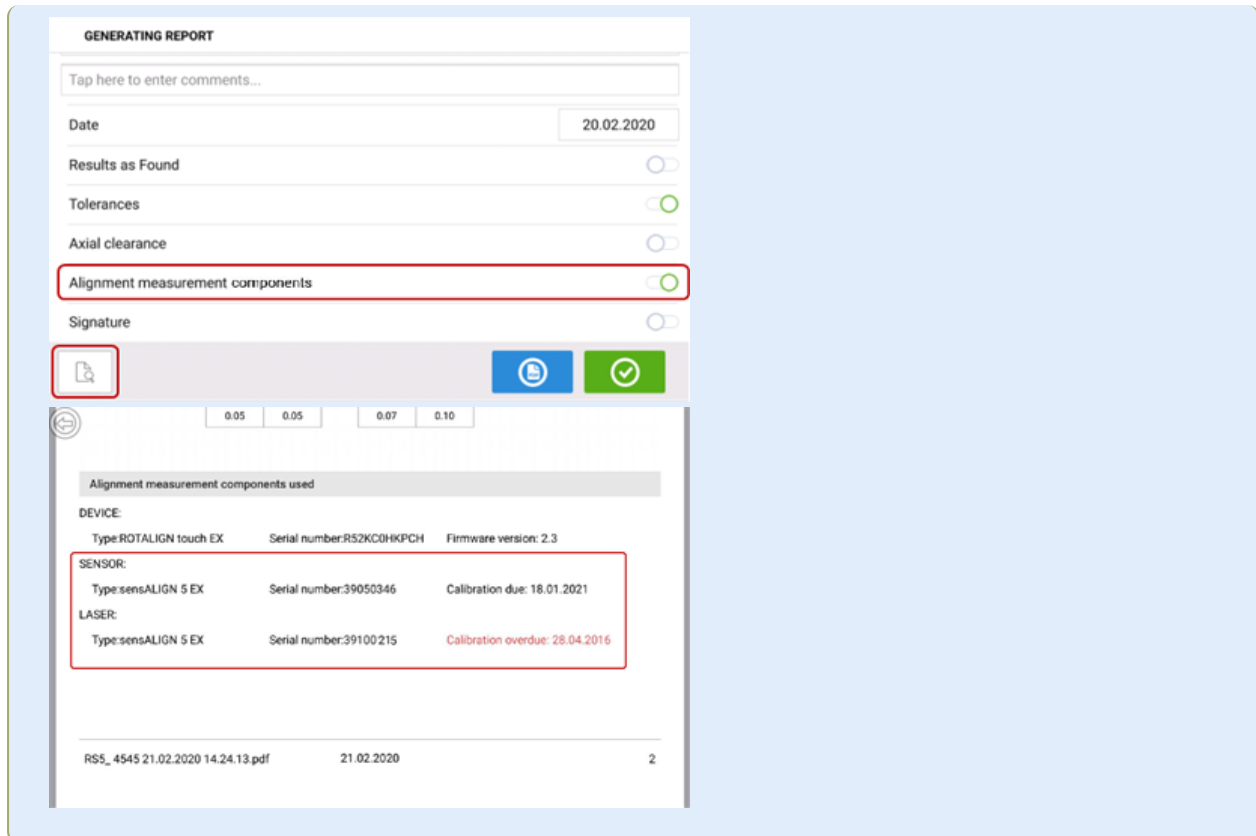 GENERATING REPORT
Tap here to enter comments...
Date 20.02.2020
Results as Found
Tolerances
Axial clearance
Alignment measurement components
Signature
0.05 0.05 0.07 0.10
Alignment measurement components used
DEVICE:
Type:ROTALIGN touch EX Serial number:R52KC0HKPCH Firmware version: 2.3
SENSOR:
Type:sensALIGN 5 EX Serial number:39050346 Calibration due: 18.01.2021
LASER:
Type:sensALIGN 5 EX Serial number:39100215 Calibration overdue: 28.04.2016
RS5_ 4545 21.02.2020 14.24.13.pdf 21.02.2020 2